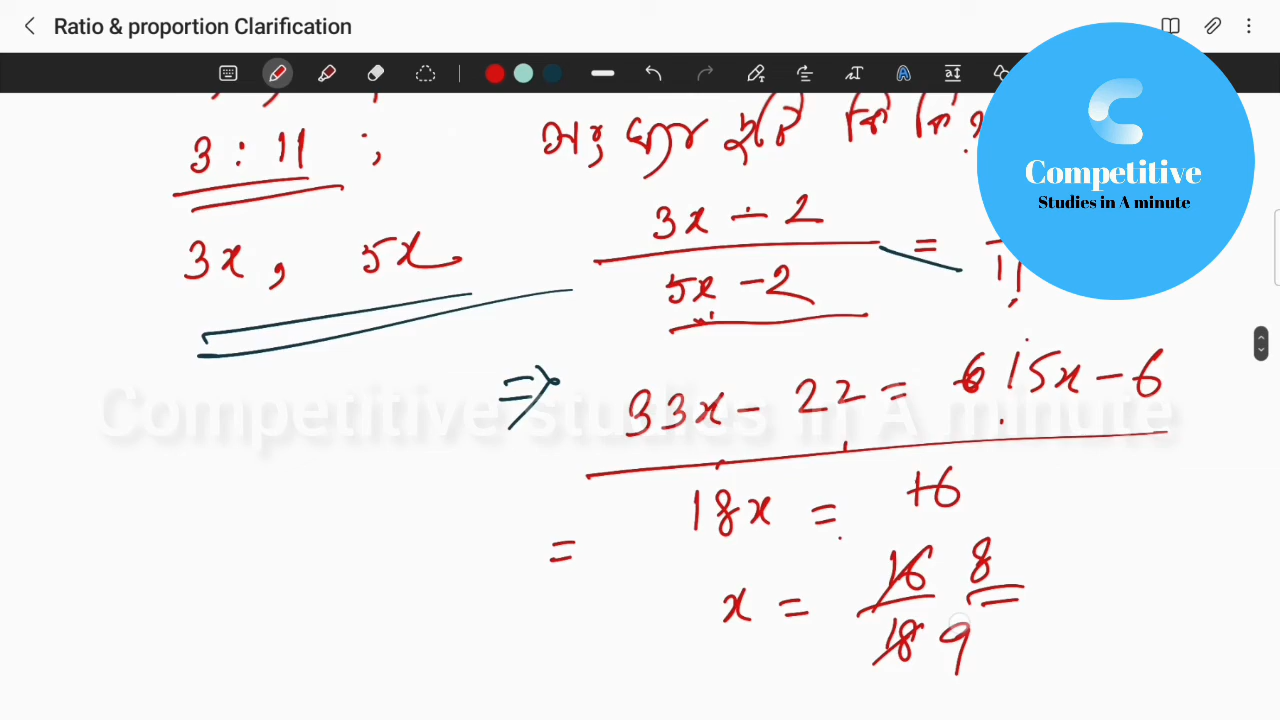 Ratio & proportion Clarification
Competitive
Studies in A minute
3 : 11 ;
3x , 5x
3x - 2
5x - 2
=
11
⇒ 33x - 22 = 15x - 6
Competitive studies in A minute
= 18x = 16
x = 16 8
18 9